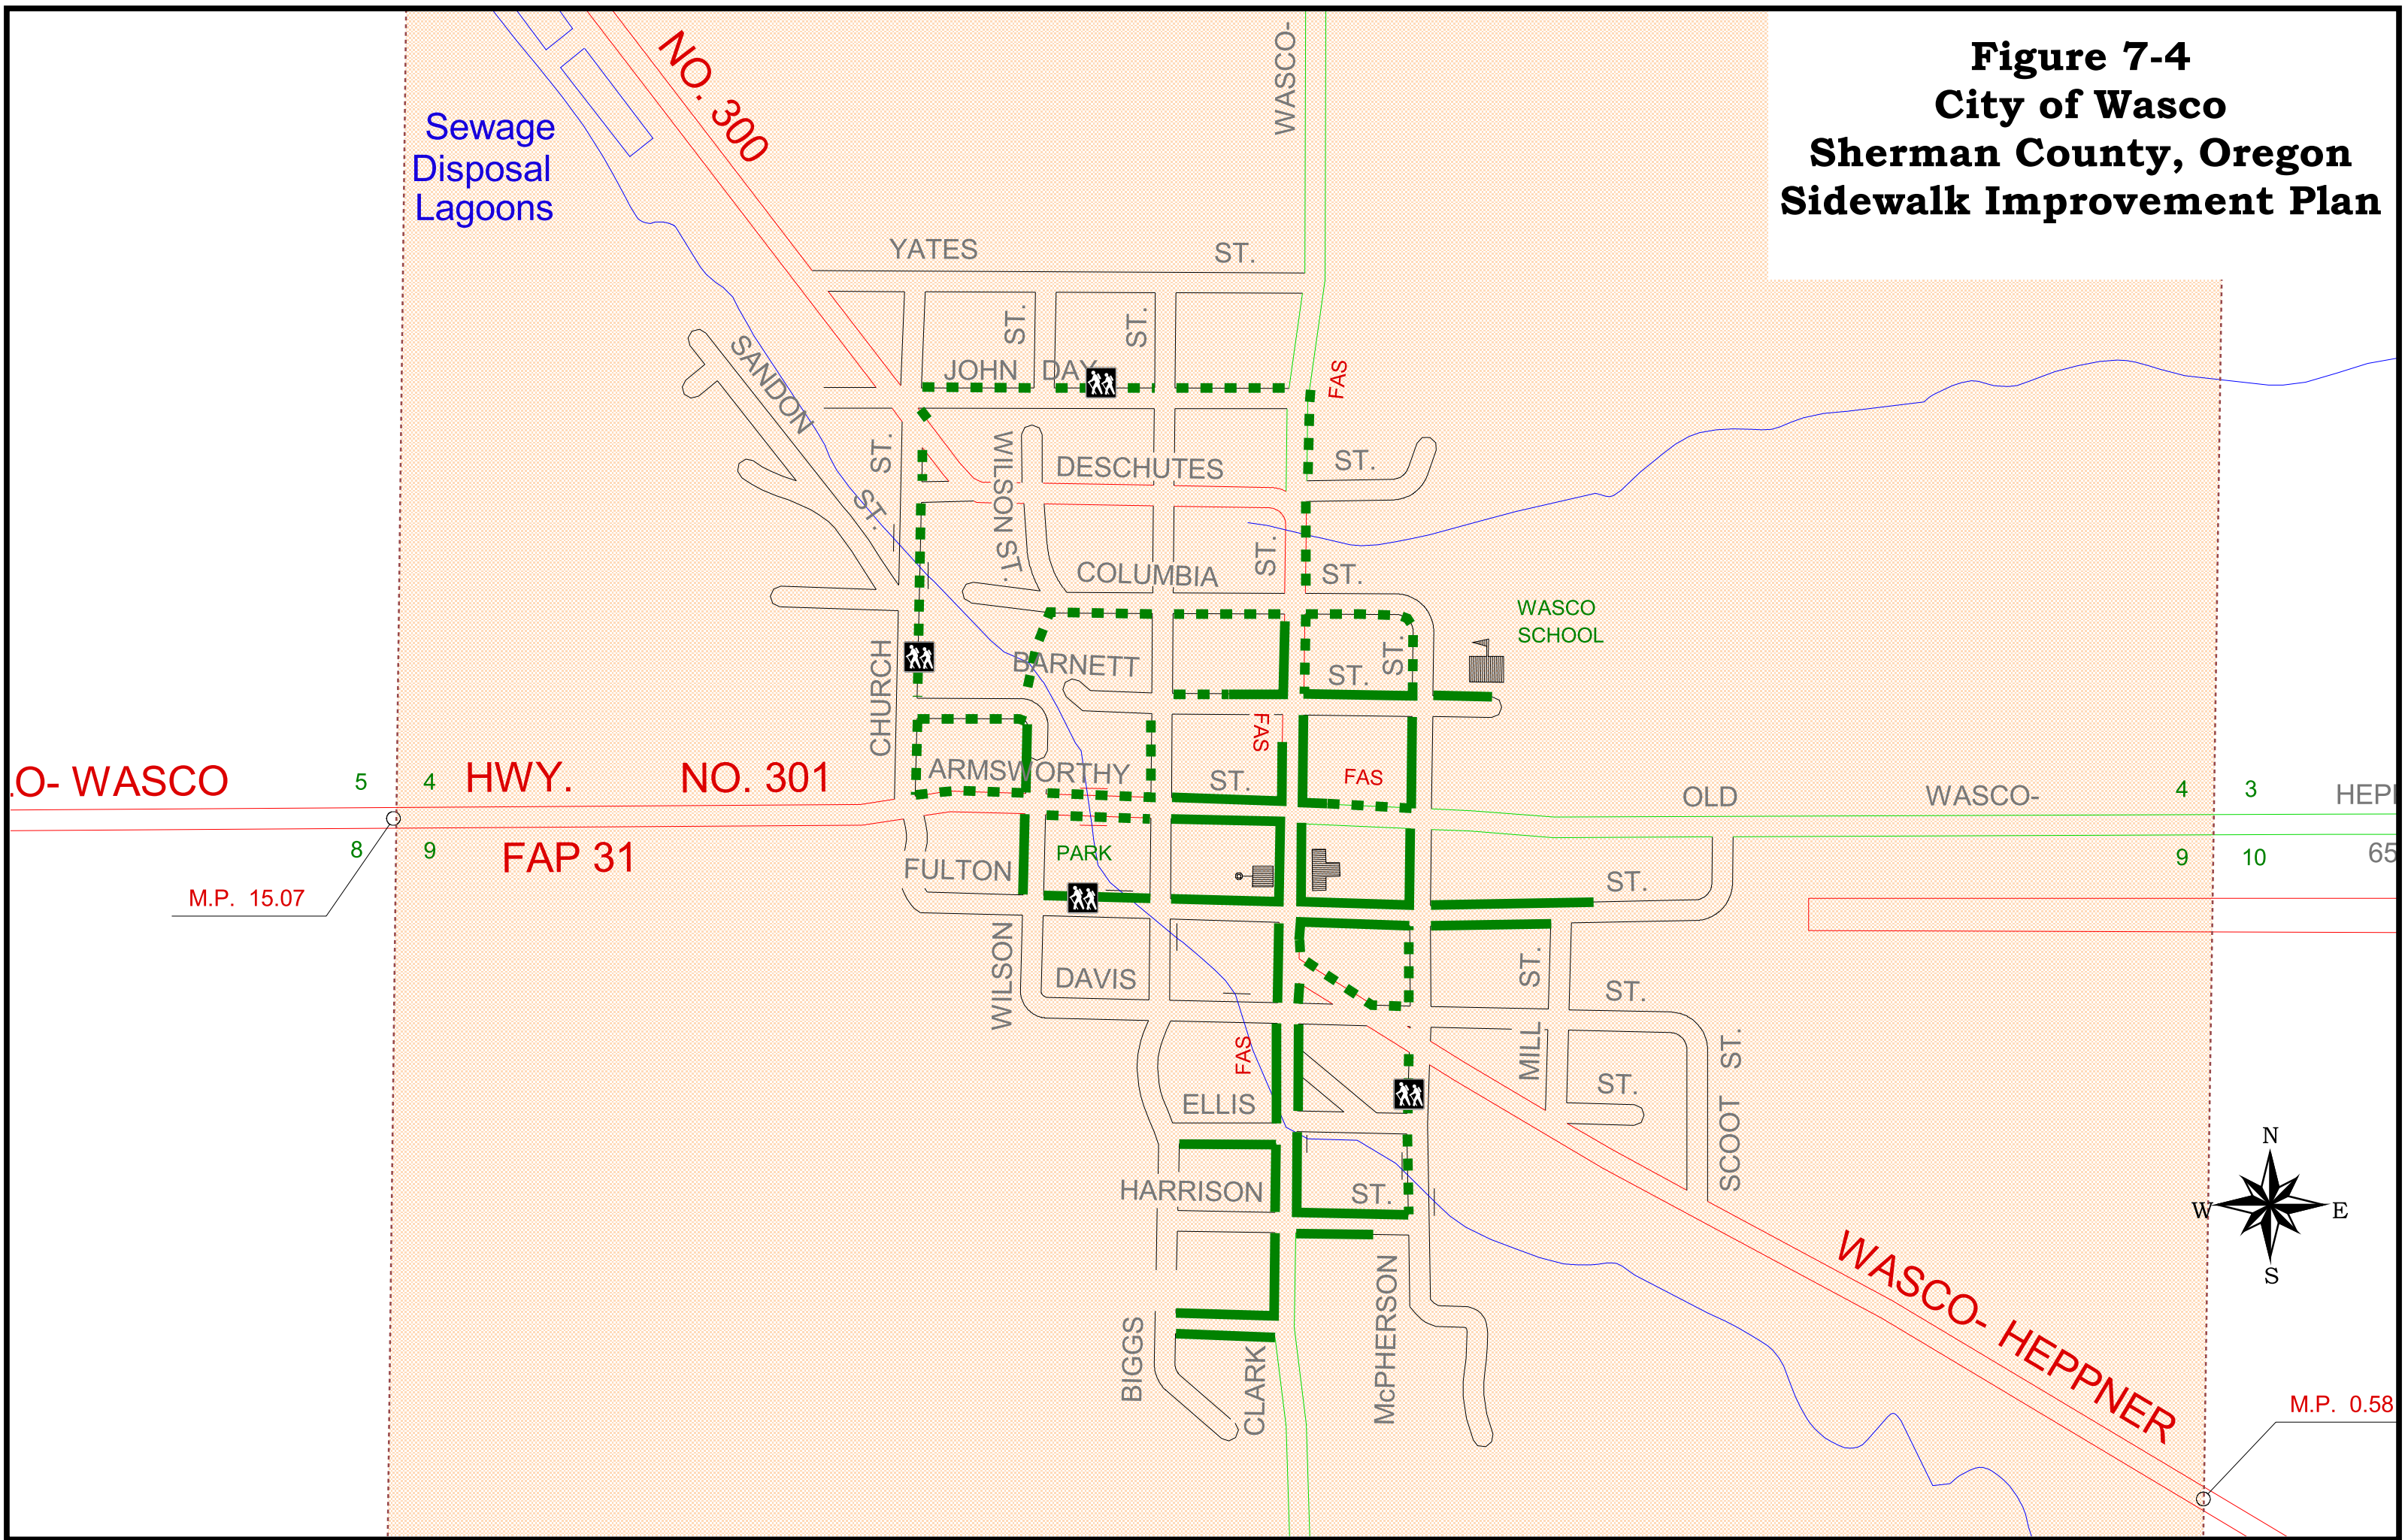 Figure 7-4
City of Wasco
Sherman County, Oregon
Sidewalk Improvement Plan
NO. 300
WASCO-
Sewage
Disposal
Lagoons
YATES ST.
ST.
ST.
JOHN DAY
FAS
SANDON
ST.
ST.
WILSON ST.
DESCHUTES ST.
COLUMBIA ST.
ST.
WASCO
SCHOOL
CHURCH
BARNETT ST.
ST.
FAS
.O- WASCO
5 4
HWY. NO. 301
ARMSWORTHY ST.
FAS
OLD WASCO-
4 3
HEPP
8 9
FAP 31
PARK
FULTON ST.
9 10
65
M.P. 15.07
WILSON
DAVIS ST.
ST.
MILL
FAS
ST.
SCOOT ST.
ELLIS
HARRISON ST.
N
W E
S
WASCO- HEPPNER
BIGGS
CLARK
McPHERSON
M.P. 0.58